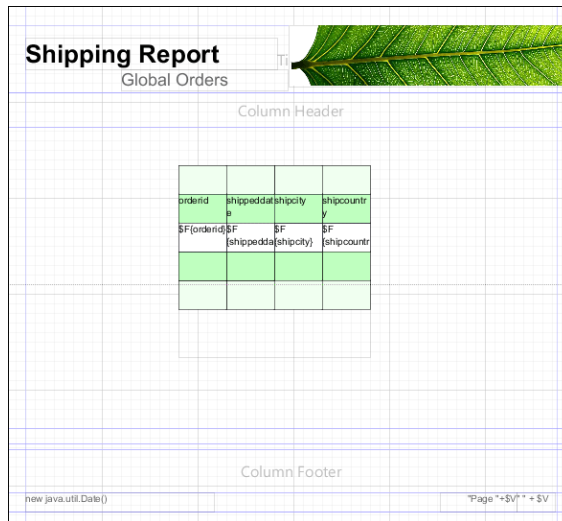 Shipping Report
Ti
Global Orders
Column Header
orderid shippeddat shipcity shipcountr
e y
$F{orderid} $F $F $F
{shippedda {shipcity} {shipcountr
Column Footer
new java.util.Date() "Page "+$V" " + $V